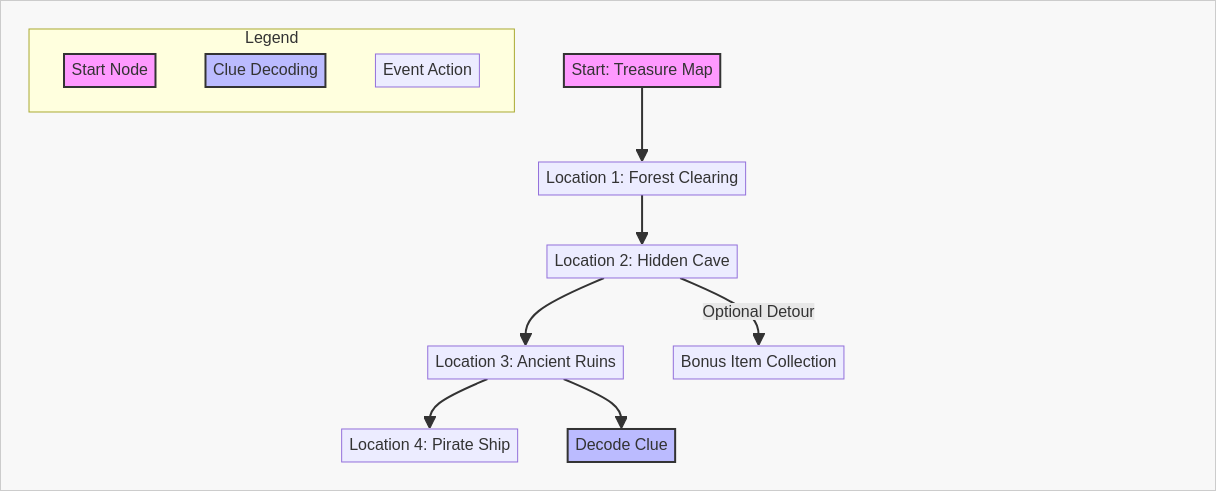 Legend
Start Node
Clue Decoding
Event Action
Start: Treasure Map
Location 1: Forest Clearing
Location 2: Hidden Cave
Optional Detour
Location 3: Ancient Ruins
Bonus Item Collection
Location 4: Pirate Ship
Decode Clue